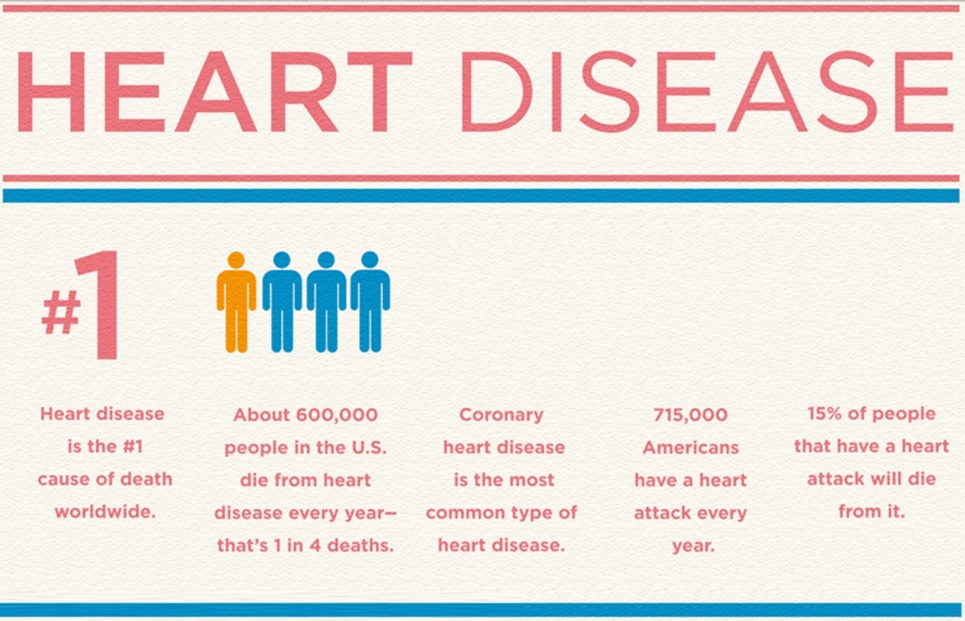 HEART DISEASE
#1
Heart disease
is the #1
cause of death
worldwide.
About 600,000
people in the U.S.
die from heart
disease every year–
that's 1 in 4 deaths.
Coronary
heart disease
is the most
common type of
heart disease.
715,000
Americans
have a heart
attack every
year.
15% of people
that have a heart
attack will die
from it.